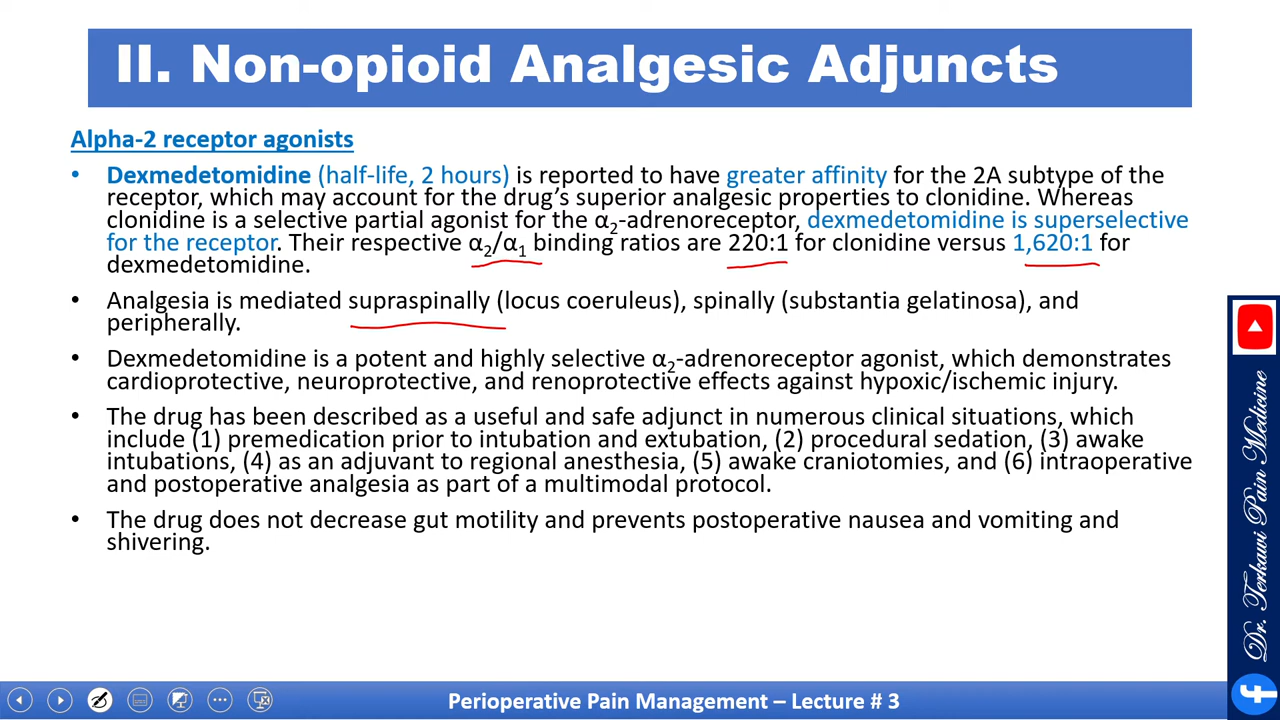 II. Non-opioid Analgesic Adjuncts
Alpha-2 receptor agonists
• Dexmedetomidine (half-life, 2 hours) is reported to have greater affinity for the 2A subtype of the
receptor, which may account for the drug’s superior analgesic properties to clonidine. Whereas
clonidine is a selective partial agonist for the α₂-adrenoreceptor, dexmedetomidine is superselective
for the receptor. Their respective α₂/α₁ binding ratios are 220:1 for clonidine versus 1,620:1 for
dexmedetomidine.
• Analgesia is mediated supraspinally (locus coeruleus), spinally (substantia gelatinosa), and
peripherally.
• Dexmedetomidine is a potent and highly selective α₂-adrenoreceptor agonist, which demonstrates
cardioprotective, neuroprotective, and renoprotective effects against hypoxic/ischemic injury.
• The drug has been described as a useful and safe adjunct in numerous clinical situations, which
include (1) premedication prior to intubation and extubation, (2) procedural sedation, (3) awake
intubations, (4) as an adjuvant to regional anesthesia, (5) awake craniotomies, and (6) intraoperative
and postoperative analgesia as part of a multimodal protocol.
• The drug does not decrease gut motility and prevents postoperative nausea and vomiting and
shivering.
Dr. Terkawi Pain Medicine
Perioperative Pain Management – Lecture # 3